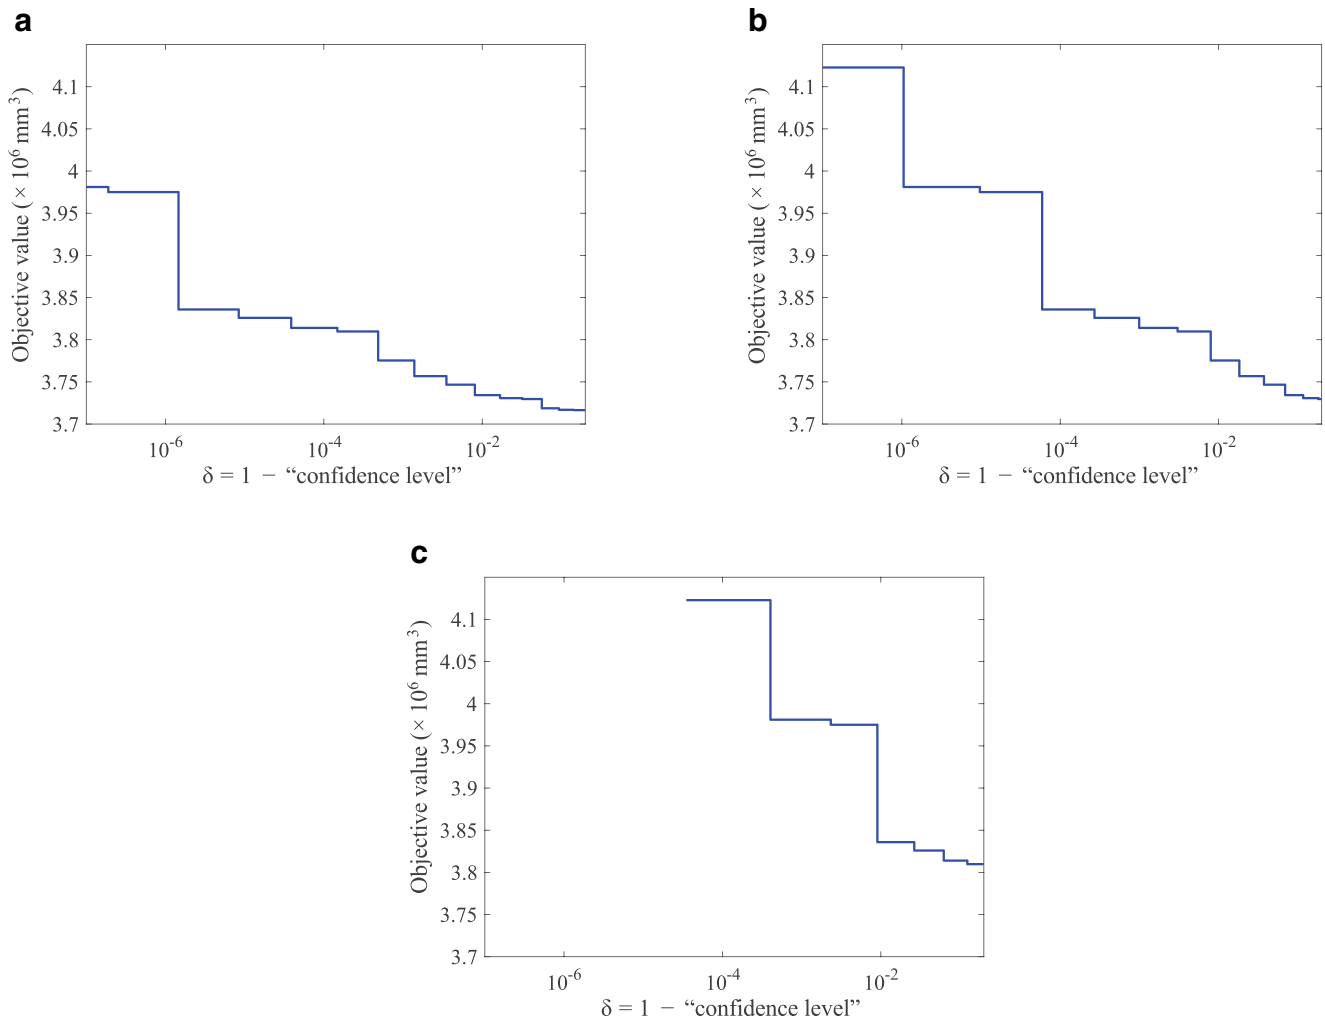 a
Objective value (× 10⁶ mm³)
4.1
4.05
4
3.95
3.9
3.85
3.8
3.75
3.7
10⁻⁶ 10⁻⁴ 10⁻²
δ = 1 − “confidence level”
b
Objective value (× 10⁶ mm³)
4.1
4.05
4
3.95
3.9
3.85
3.8
3.75
3.7
10⁻⁶ 10⁻⁴ 10⁻²
δ = 1 − “confidence level”
c
Objective value (× 10⁶ mm³)
4.1
4.05
4
3.95
3.9
3.85
3.8
3.75
3.7
10⁻⁶ 10⁻⁴ 10⁻²
δ = 1 − “confidence level”